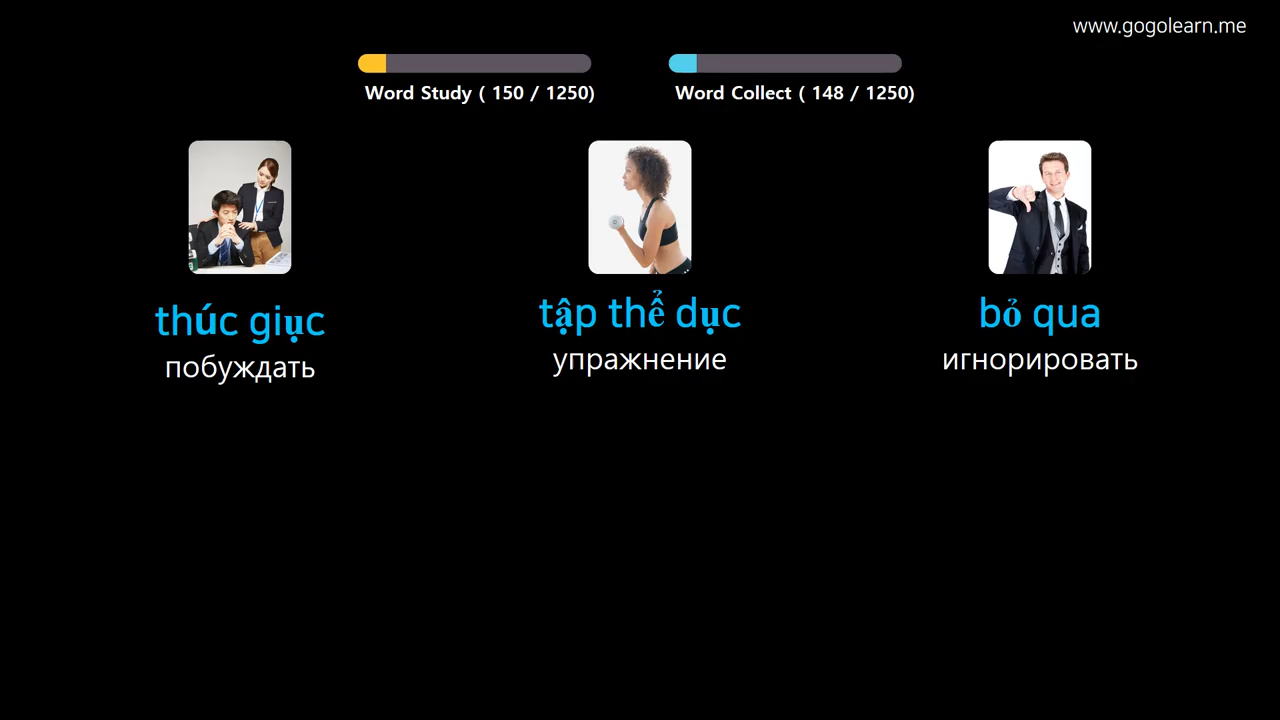 www.gogolearn.me
Word Study ( 150 / 1250)
Word Collect ( 148 / 1250)
thúc giục
побуждать
tập thể dục
упражнение
bỏ qua
игнорировать